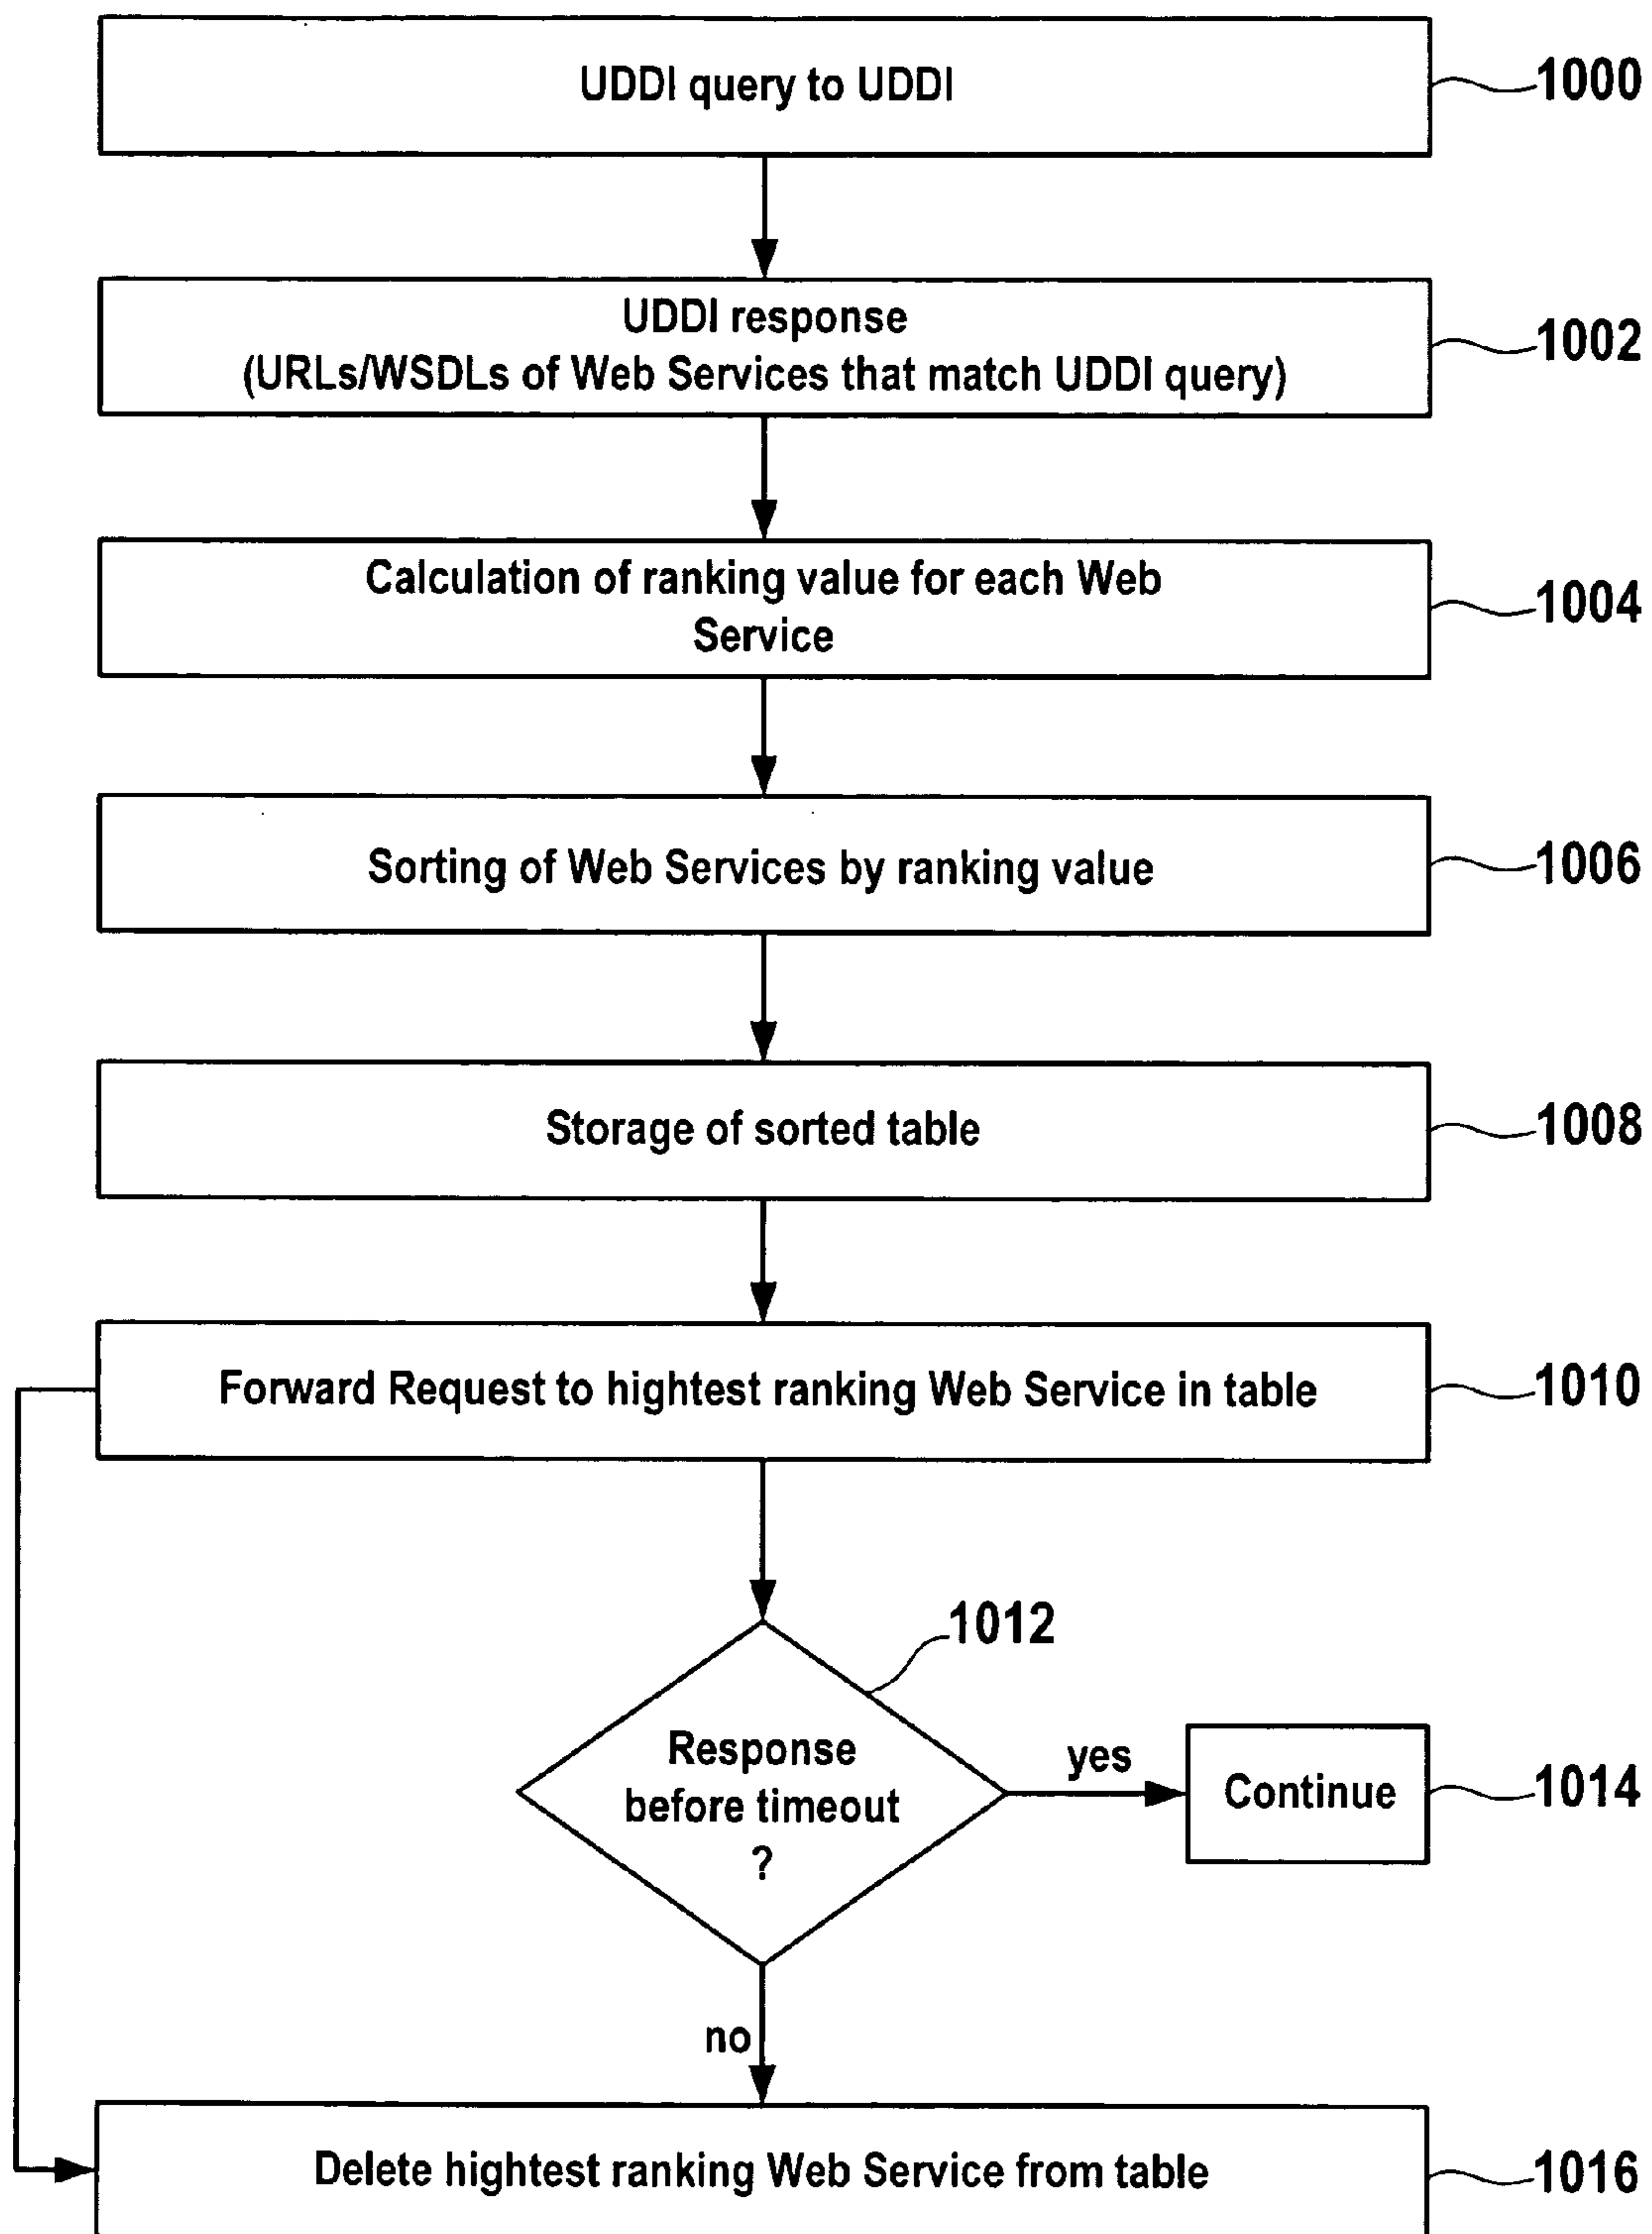 UDDI query to UDDI
1000
UDDI response
(URLs/WSDLs of Web Services that match UDDI query)
1002
Calculation of ranking value for each Web
Service
1004
Sorting of Web Services by ranking value
1006
Storage of sorted table
1008
Forward Request to hightest ranking Web Service in table
1010
1012
Response
before timeout
?
yes
Continue
1014
no
Delete hightest ranking Web Service from table
1016